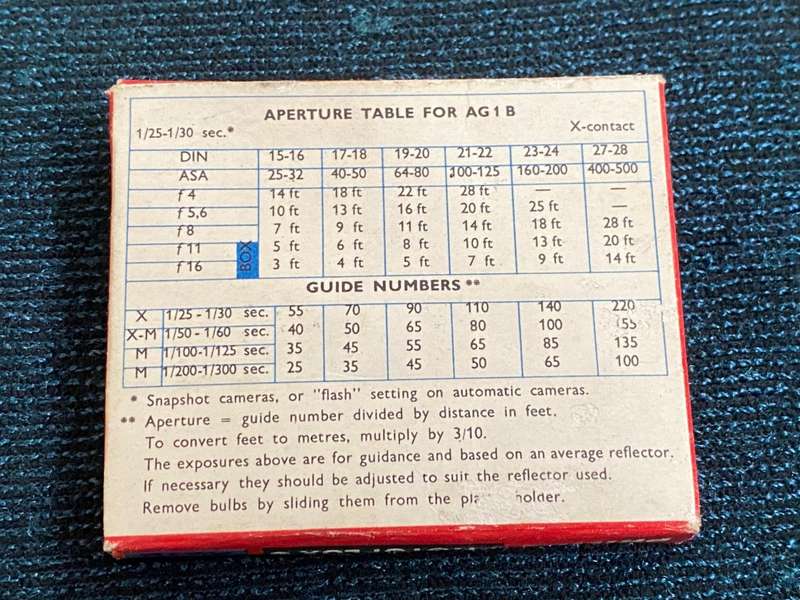 APERTURE TABLE FOR AG1B
1/25-1/30 sec.* X-contact
DIN 15-16 17-18 19-20 21-22 23-24 27-28
ASA 25-32 40-50 64-80 100-125 160-200 400-500
f 4 14 ft 18 ft 22 ft 28 ft — —
f 5,6 10 ft 13 ft 16 ft 20 ft 25 ft —
f 8 7 ft 9 ft 11 ft 14 ft 18 ft 28 ft
f 11 5 ft 6 ft 8 ft 10 ft 13 ft 20 ft
f 16 BOX 3 ft 4 ft 5 ft 7 ft 9 ft 14 ft
GUIDE NUMBERS **
X 1/25 - 1/30 sec. 55 70 90 110 140 220
X-M 1/50 - 1/60 sec. 40 50 65 80 100 155
M 1/100-1/125 sec. 35 45 55 65 85 135
M 1/200-1/300 sec. 25 35 45 50 65 100
* Snapshot cameras, or "flash" setting on automatic cameras.
** Aperture = guide number divided by distance in feet.
To convert feet to metres, multiply by 3/10.
The exposures above are for guidance and based on an average reflector.
If necessary they should be adjusted to suit the reflector used.
Remove bulbs by sliding them from the holder.